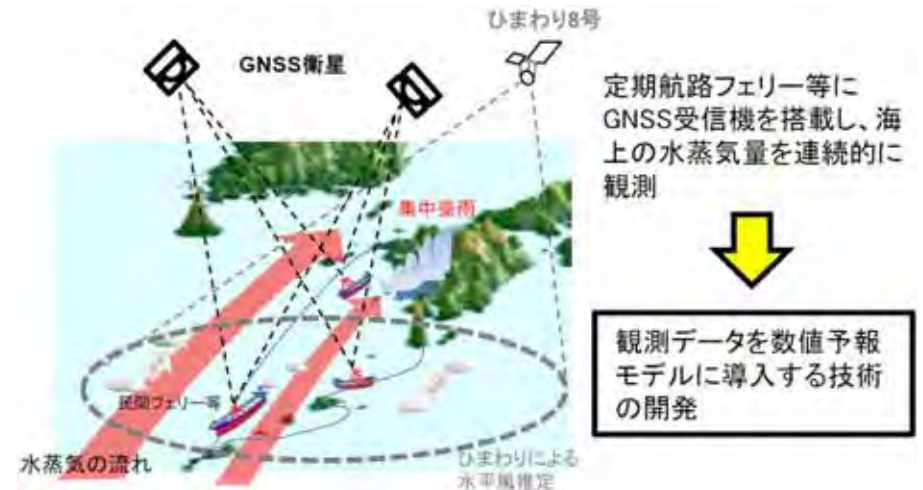 ひまわり8号
GNSS衛星
定期航路フェリー等に
GNSS受信機を搭載し、海
上の水蒸気量を連続的に
観測
集中豪雨
観測データを数値予報
モデルに導入する技術
の開発
民間フェリー等
水蒸気の流れ
ひまわりによる
水平風推定